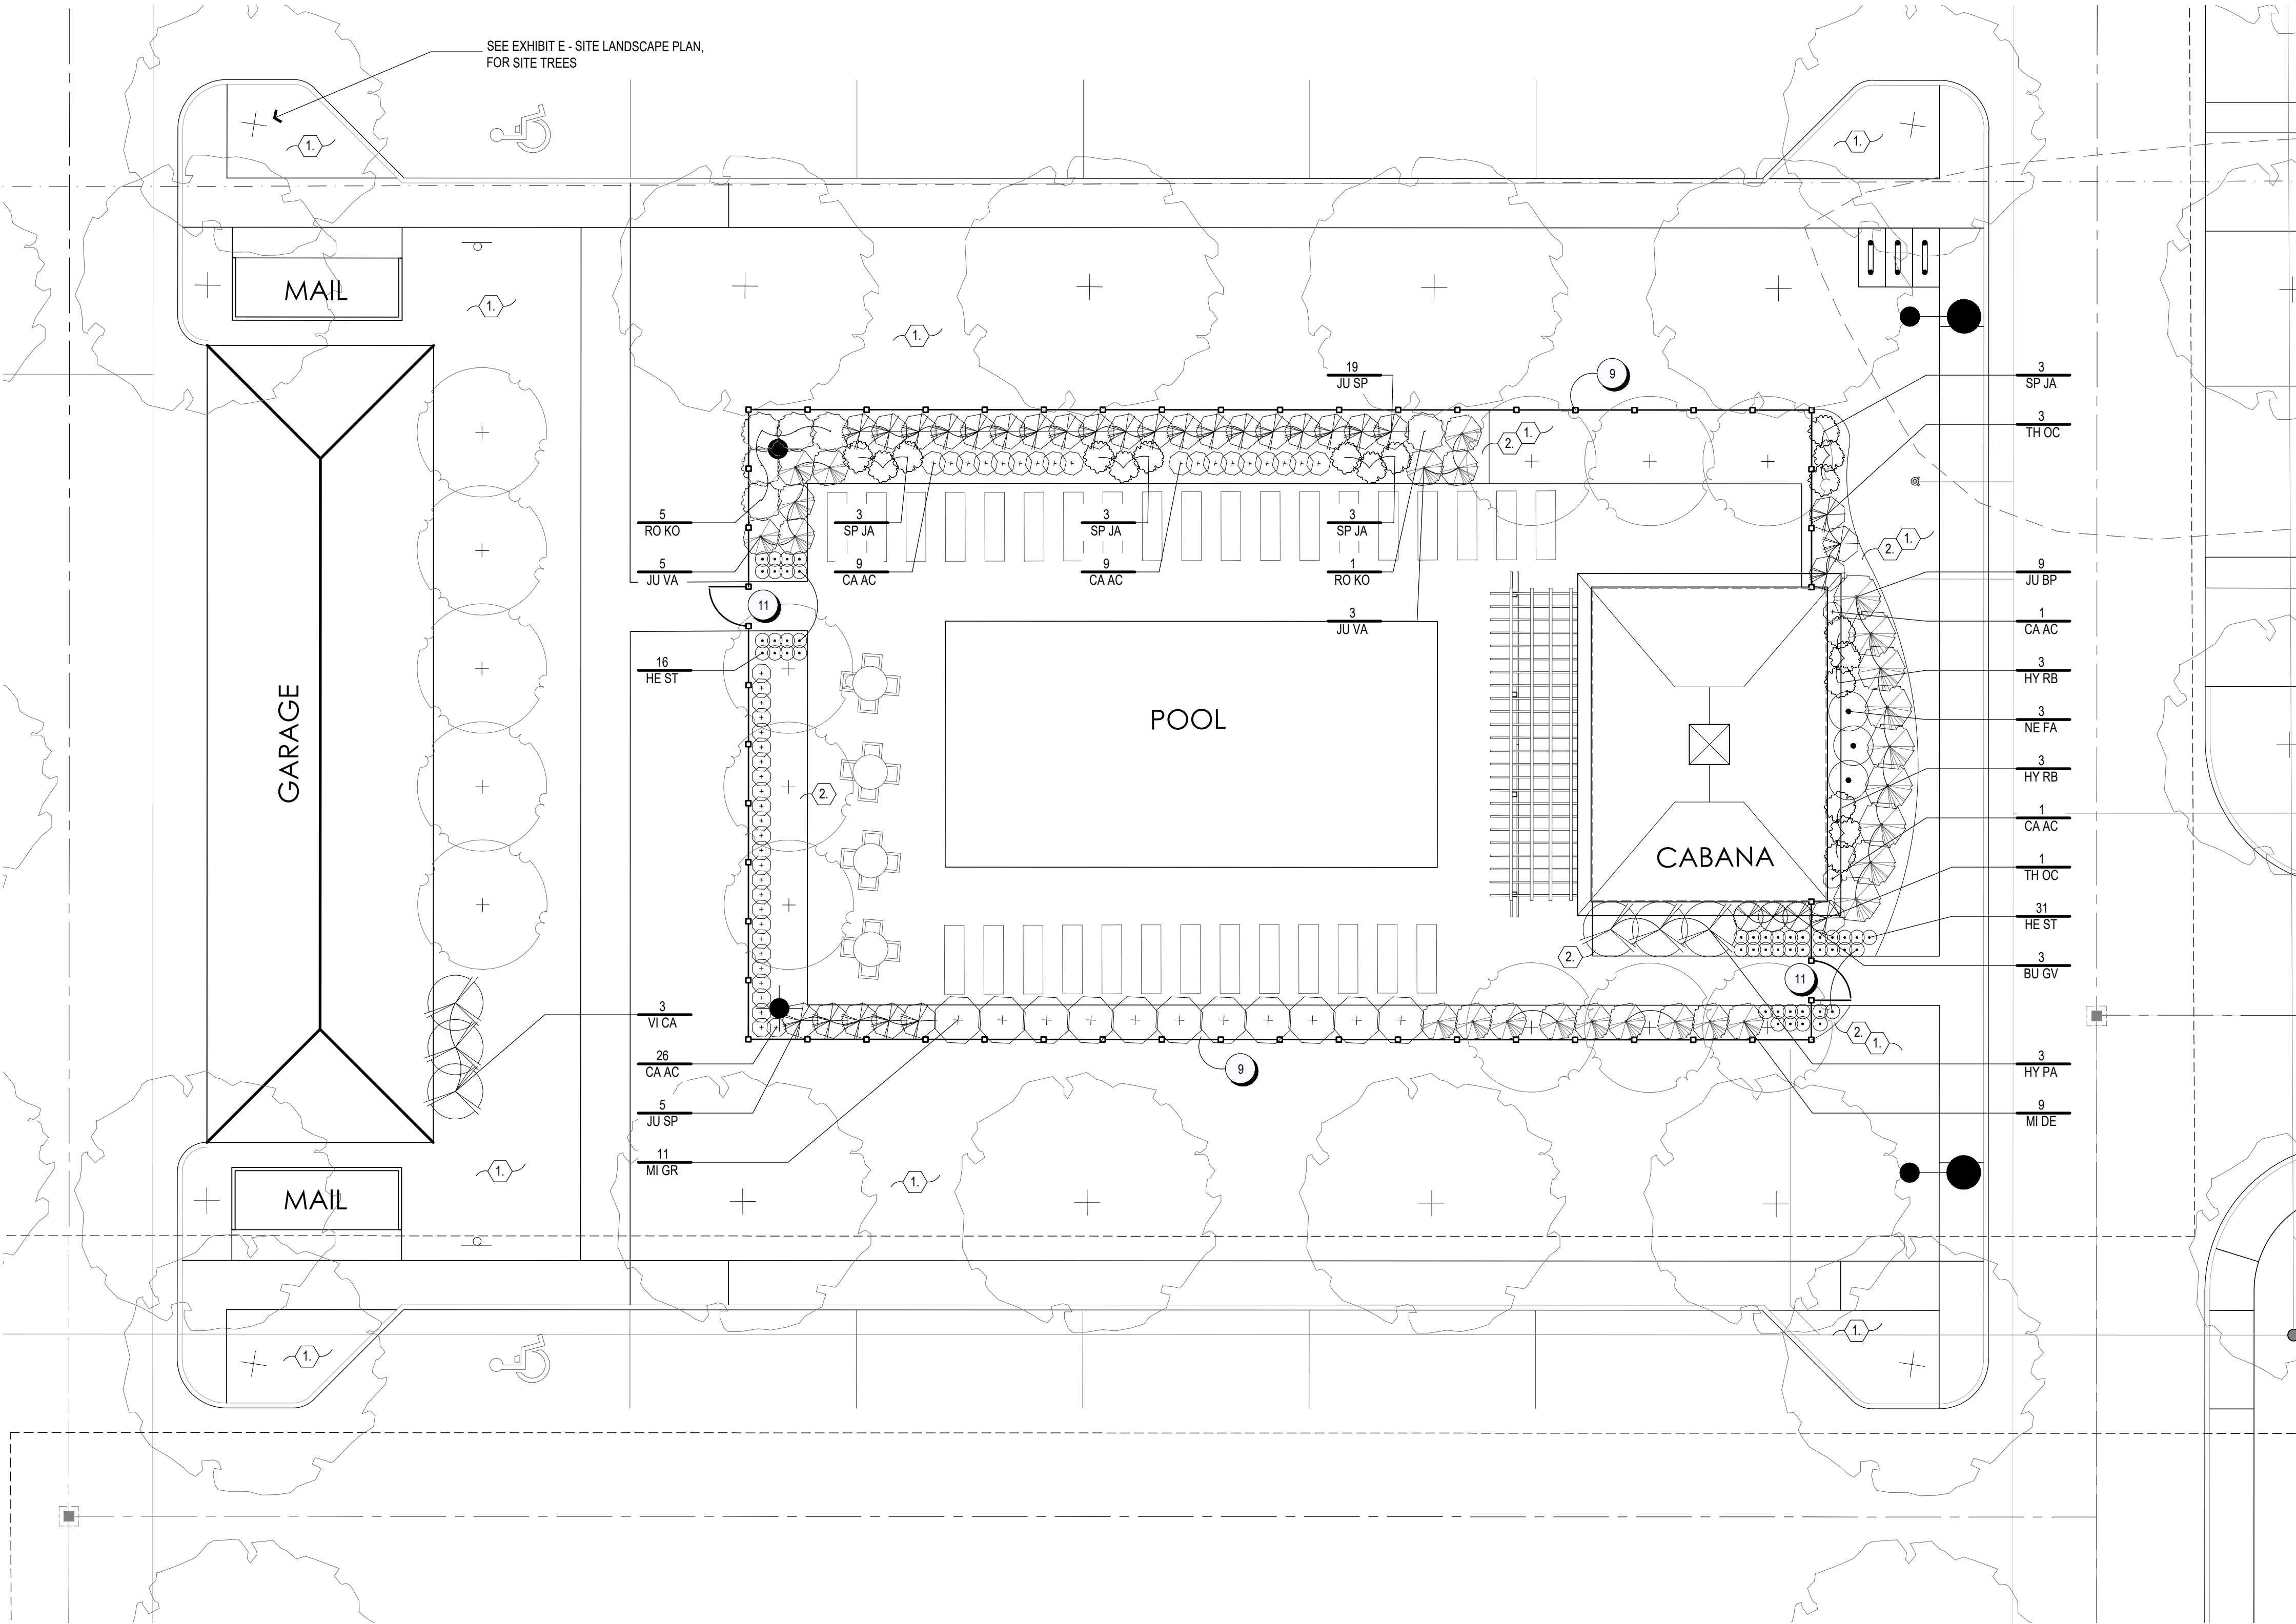 SEE EXHIBIT E - SITE LANDSCAPE PLAN,
FOR SITE TREES
1.
1.
MAIL
1.
1.
19
JU SP
9
3
SP JA
3
TH OC
1.
2.
5
RO KO
3
SP JA
3
SP JA
3
SP JA
1.
2.
5
JU VA
9
CA AC
9
CA AC
1
RO KO
9
JU BP
11
3
JU VA
1
CA AC
16
HE ST
3
HY RB
GARAGE
POOL
3
NE FA
2.
3
HY RB
1
CA AC
CABANA
1
TH OC
31
HE ST
2.
3
BU GV
11
3
VI CA
2.
1.
26
CA AC
9
3
HY PA
5
JU SP
9
MI DE
11
MI GR
1.
1.
MAIL
1.
1.